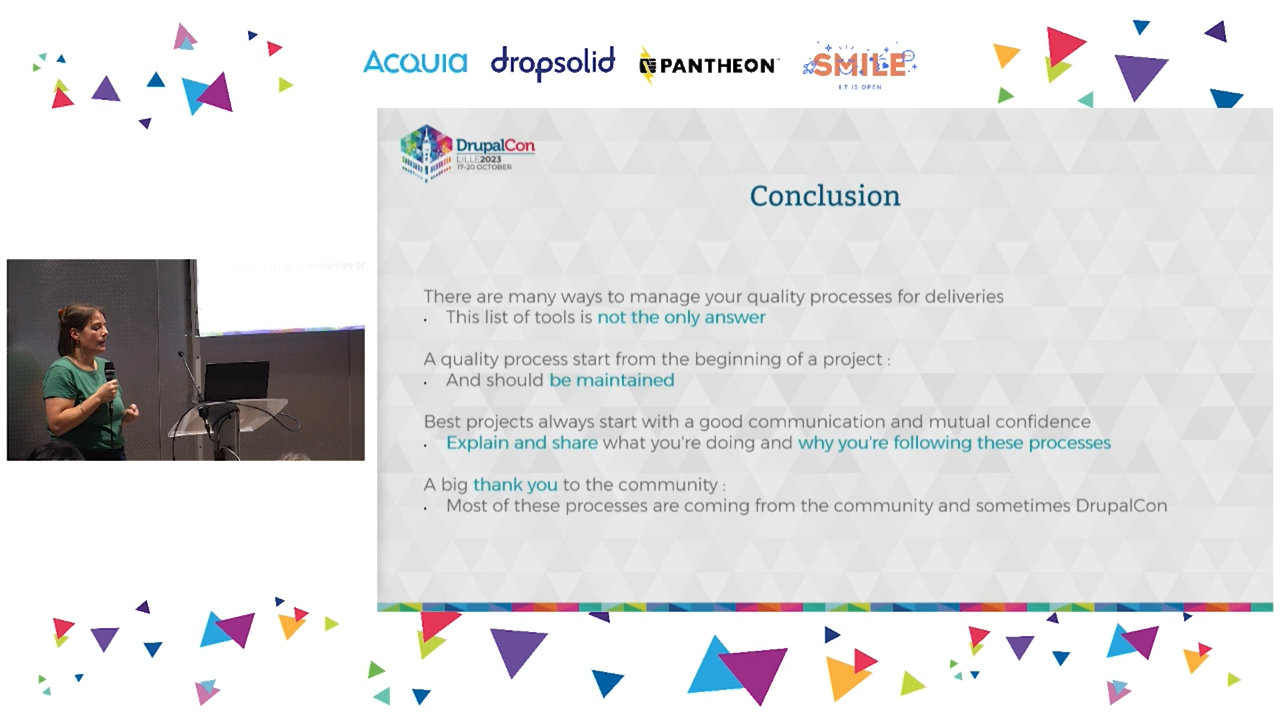 ACQUIA dropsolid PANTHEON SMILE
I.T IS OPEN
DrupalCon
LILLE2023
17-20 OCTOBER
Conclusion
There are many ways to manage your quality processes for deliveries
• This list of tools is not the only answer
A quality process start from the beginning of a project :
• And should be maintained
Best projects always start with a good communication and mutual confidence
• Explain and share what you're doing and why you're following these processes
A big thank you to the community :
• Most of these processes are coming from the community and sometimes DrupalCon